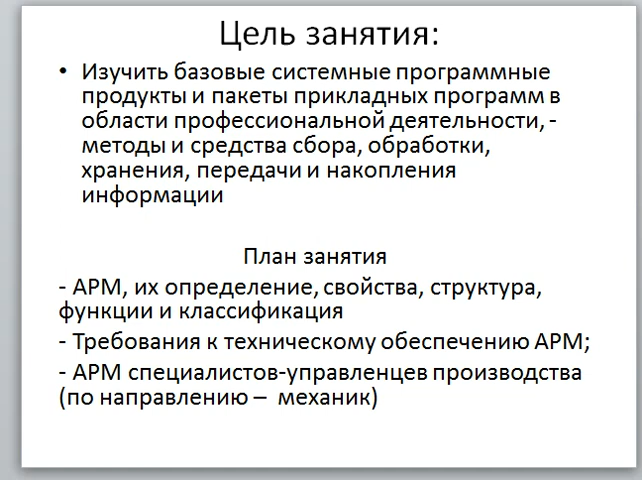 Цель занятия:
• Изучить базовые системные программные
продукты и пакеты прикладных программ в
области профессиональной деятельности, -
методы и средства сбора, обработки,
хранения, передачи и накопления
информации
План занятия
- АРМ, их определение, свойства, структура,
функции и классификация
- Требования к техническому обеспечению АРМ;
- АРМ специалистов-управленцев производства
(по направлению – механик)